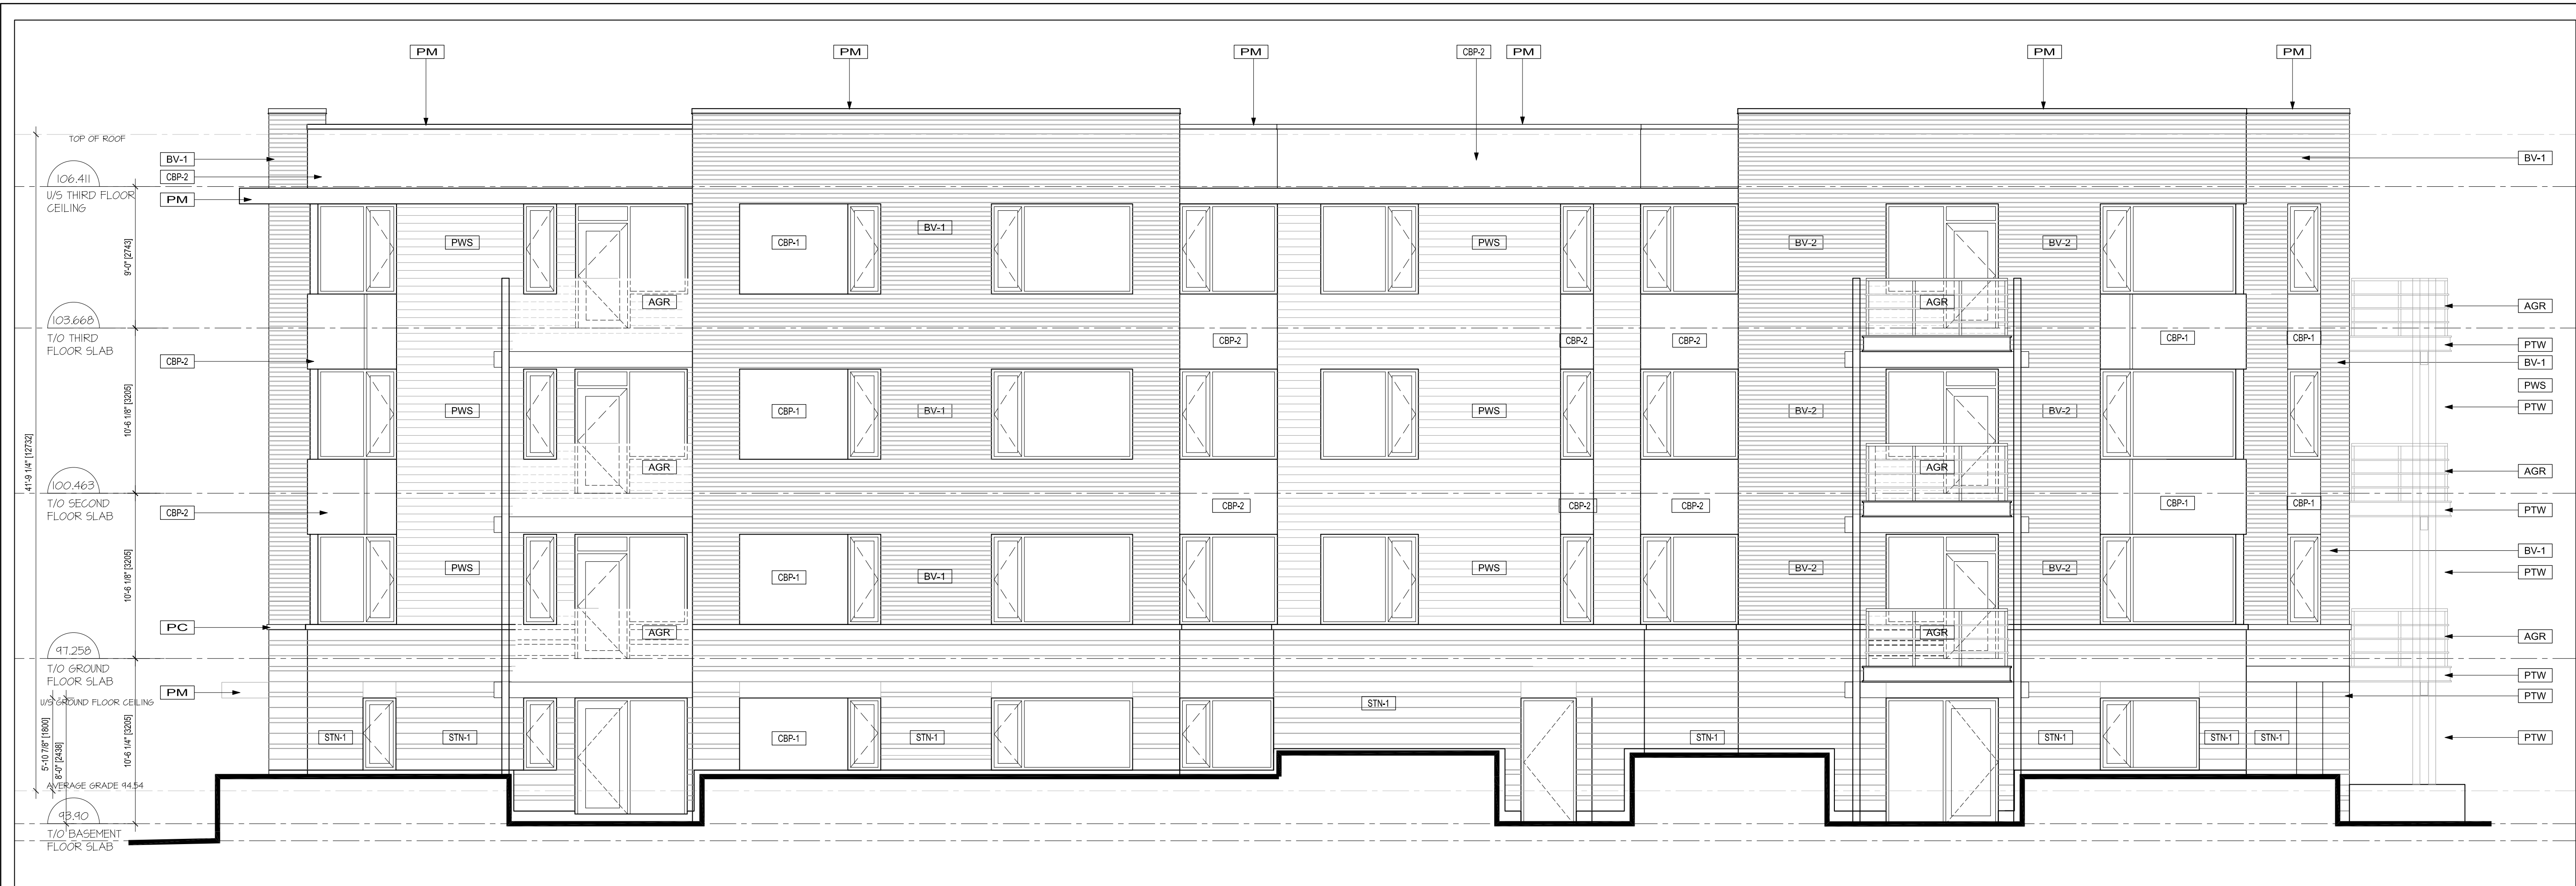 PM
PM
PM
CBP-2
PM
PM
PM
TOP OF ROOF
BV-1
BV-1
CBP-2
106.411
U/S THIRD FLOOR
CEILING
PM
PWS
CBP-1
BV-1
PWS
BV-2
BV-2
9'-0" [2743]
AGR
AGR
AGR
103.668
T/O THIRD
FLOOR SLAB
CBP-2
CBP-2
CBP-2
CBP-2
CBP-1
CBP-1
PTW
BV-1
PWS
PTW
10'-6 1/8" [3205]
PWS
CBP-1
BV-1
PWS
BV-2
BV-2
41'-9 1/4" [12732]
AGR
AGR
AGR
100.463
T/O SECOND
FLOOR SLAB
CBP-2
CBP-2
CBP-2
CBP-2
CBP-1
CBP-1
PTW
BV-1
10'-6 1/8" [3205]
PWS
CBP-1
BV-1
PWS
BV-2
BV-2
PTW
PC
AGR
AGR
AGR
97.258
T/O GROUND
FLOOR SLAB
PTW
PM
PTW
U/S GROUND FLOOR CEILING
5'-10 7/8" [1800]
8'-0" [2438]
10'-6 1/4" [3205]
STN-1
STN-1
STN-1
CBP-1
STN-1
STN-1
STN-1
STN-1
STN-1
PTW
AVERAGE GRADE 94.54
93.90
T/O BASEMENT
FLOOR SLAB